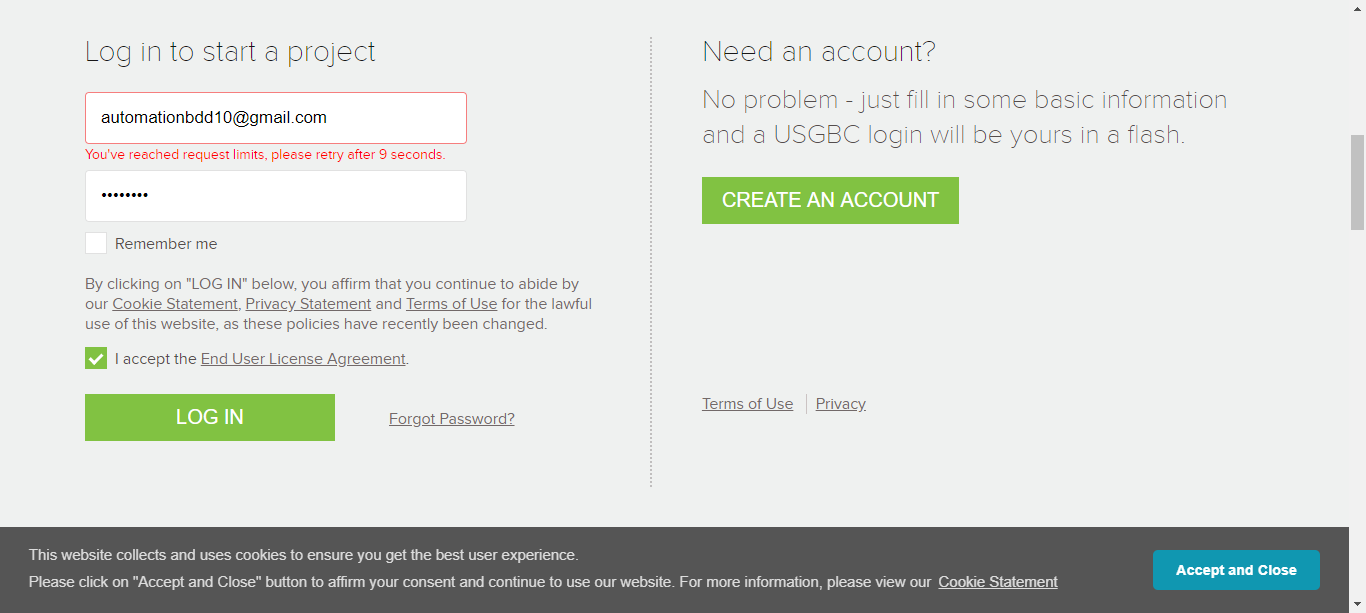 Log in to start a project
automationbdd10@gmail.com
You've reached request limits, please retry after 9 seconds.
••••••••
Remember me
By clicking on "LOG IN" below, you affirm that you continue to abide by
our Cookie Statement, Privacy Statement and Terms of Use for the lawful
use of this website, as these policies have recently been changed.
I accept the End User License Agreement.
LOG IN
Forgot Password?
Need an account?
No problem - just fill in some basic information
and a USGBC login will be yours in a flash.
CREATE AN ACCOUNT
Terms of Use
Privacy
This website collects and uses cookies to ensure you get the best user experience.
Please click on "Accept and Close" button to affirm your consent and continue to use our website. For more information, please view our Cookie Statement
Accept and Close